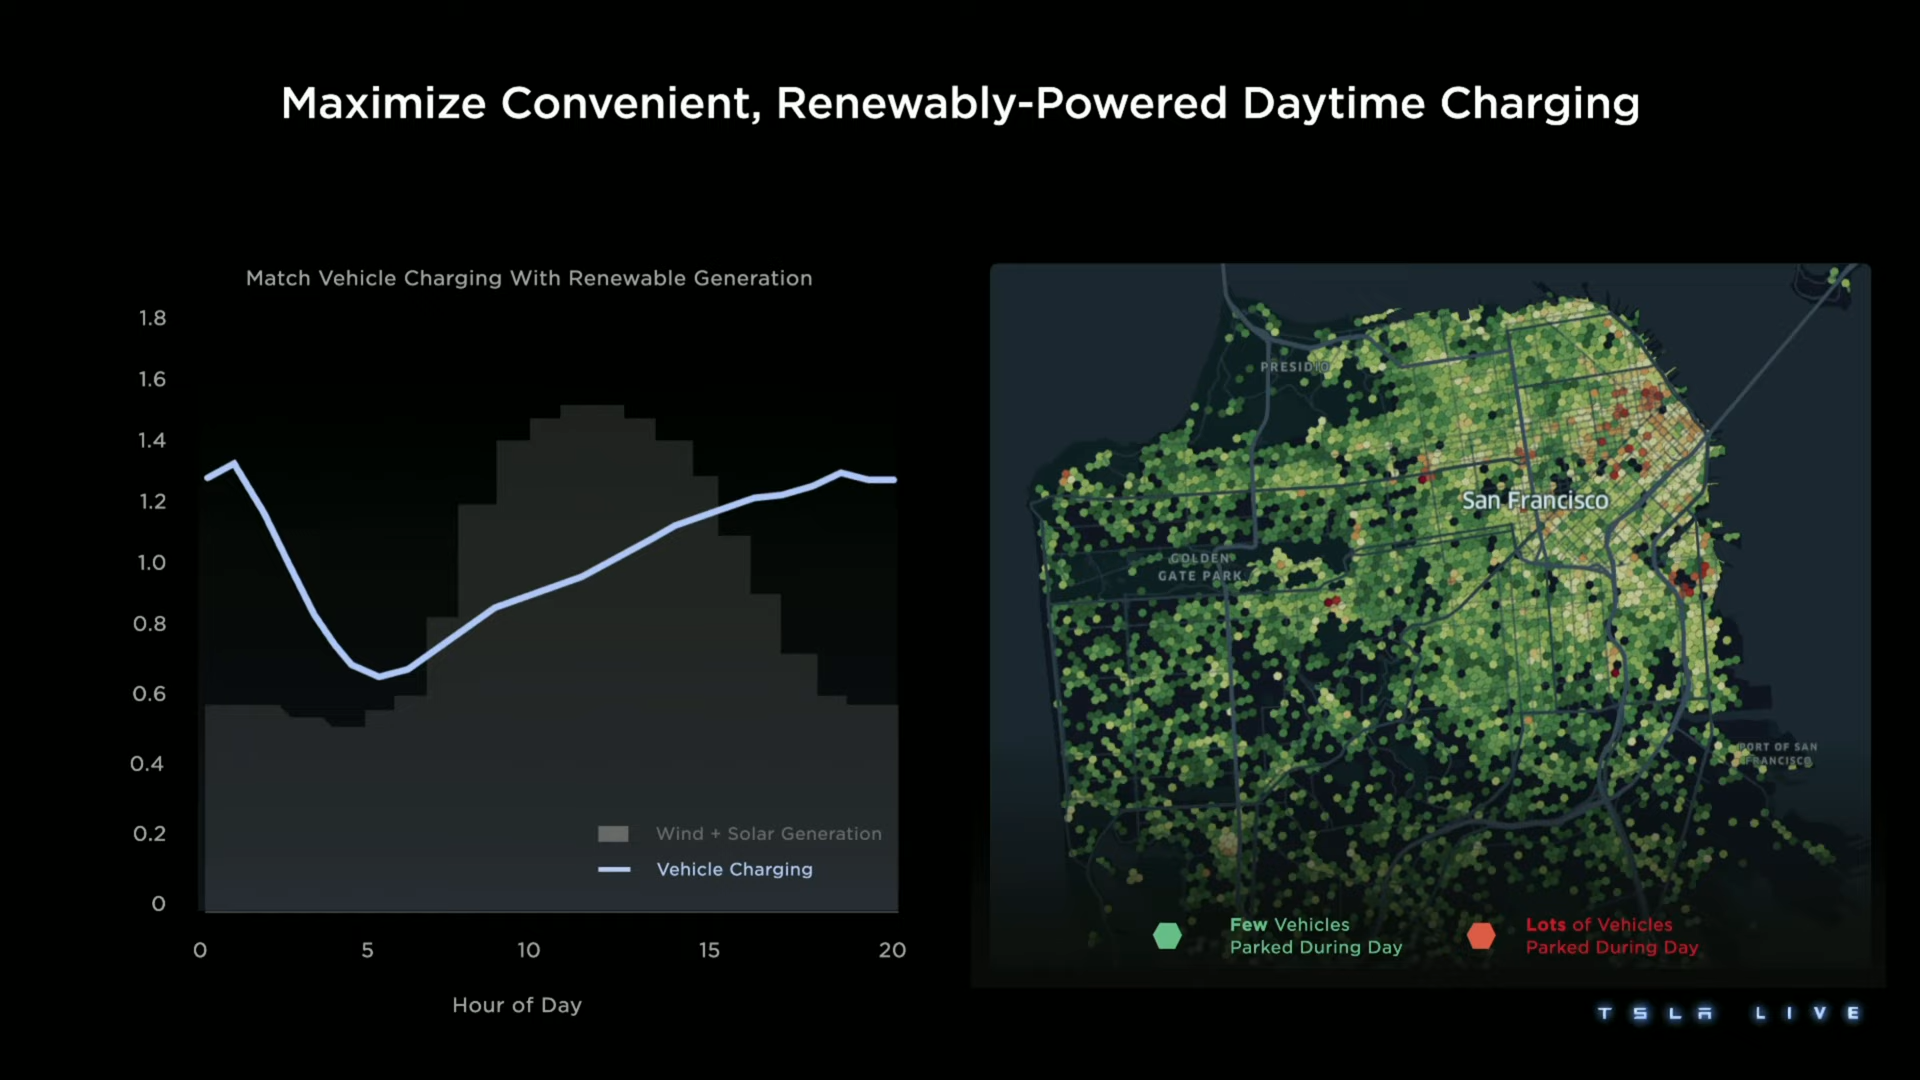 Maximize Convenient, Renewably-Powered Daytime Charging
Match Vehicle Charging With Renewable Generation
1.8
1.6
1.4
1.2
1.0
0.8
0.6
0.4
0.2
0
Wind + Solar Generation
Vehicle Charging
0 5 10 15 20
Hour of Day
PRESIDIO
San Francisco
GOLDEN
GATE PARK
PORT OF SAN
FRANCISCO
Few Vehicles
Parked During Day
Lots of Vehicles
Parked During Day
TSLA LIVE